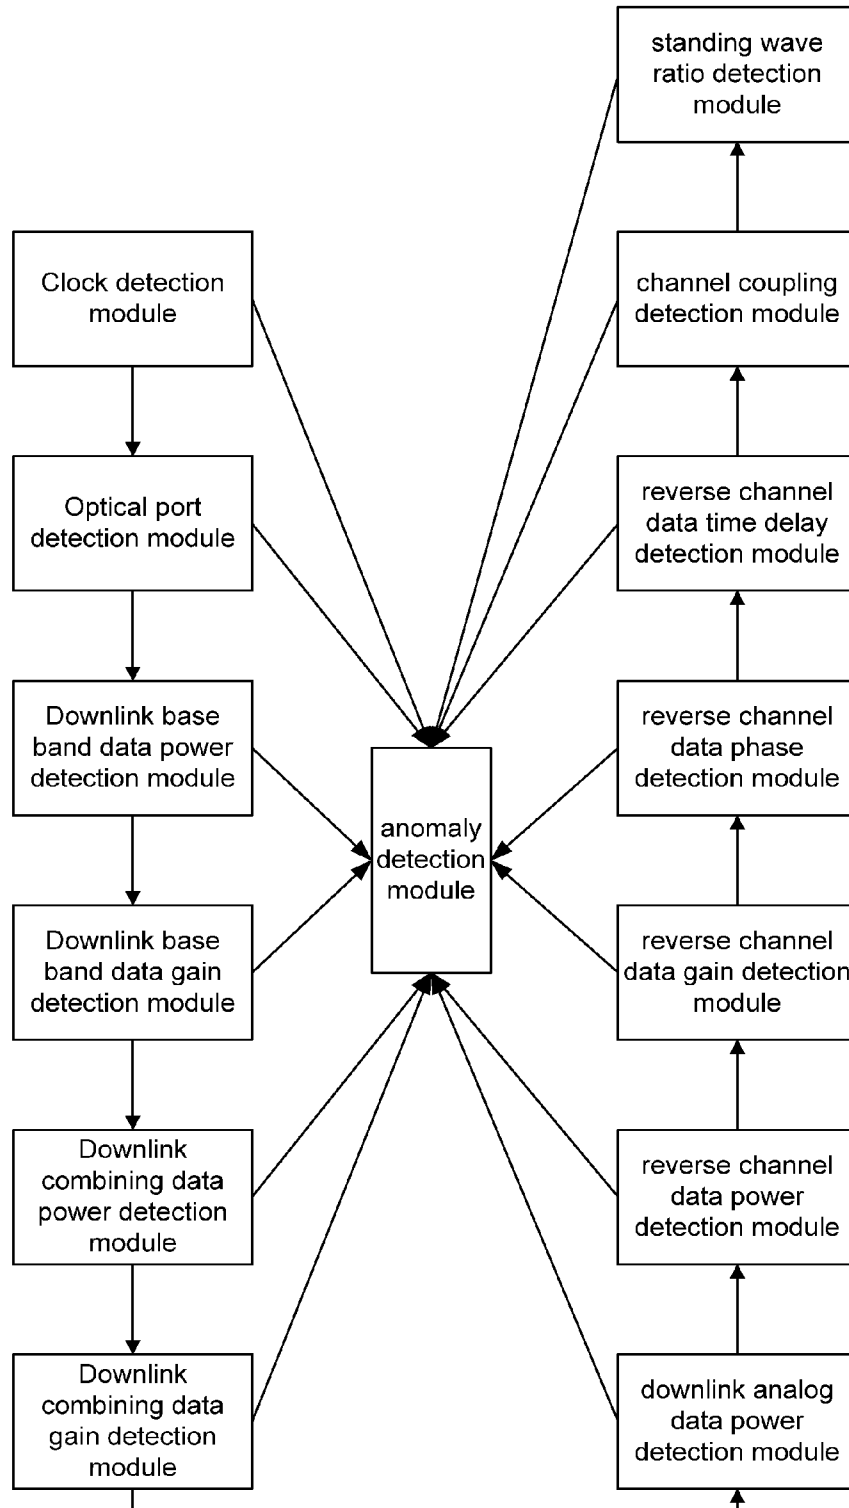 standing wave
ratio detection
module
Clock detection
module
channel coupling
detection module
Optical port
detection module
reverse channel
data time delay
detection module
Downlink base
band data power
detection module
reverse channel
data phase
detection module
anomaly
detection
module
Downlink base
band data gain
detection module
reverse channel
data gain detection
module
Downlink
combining data
power detection
module
reverse channel
data power
detection module
Downlink
combining data
gain detection
module
downlink analog
data power
detection module